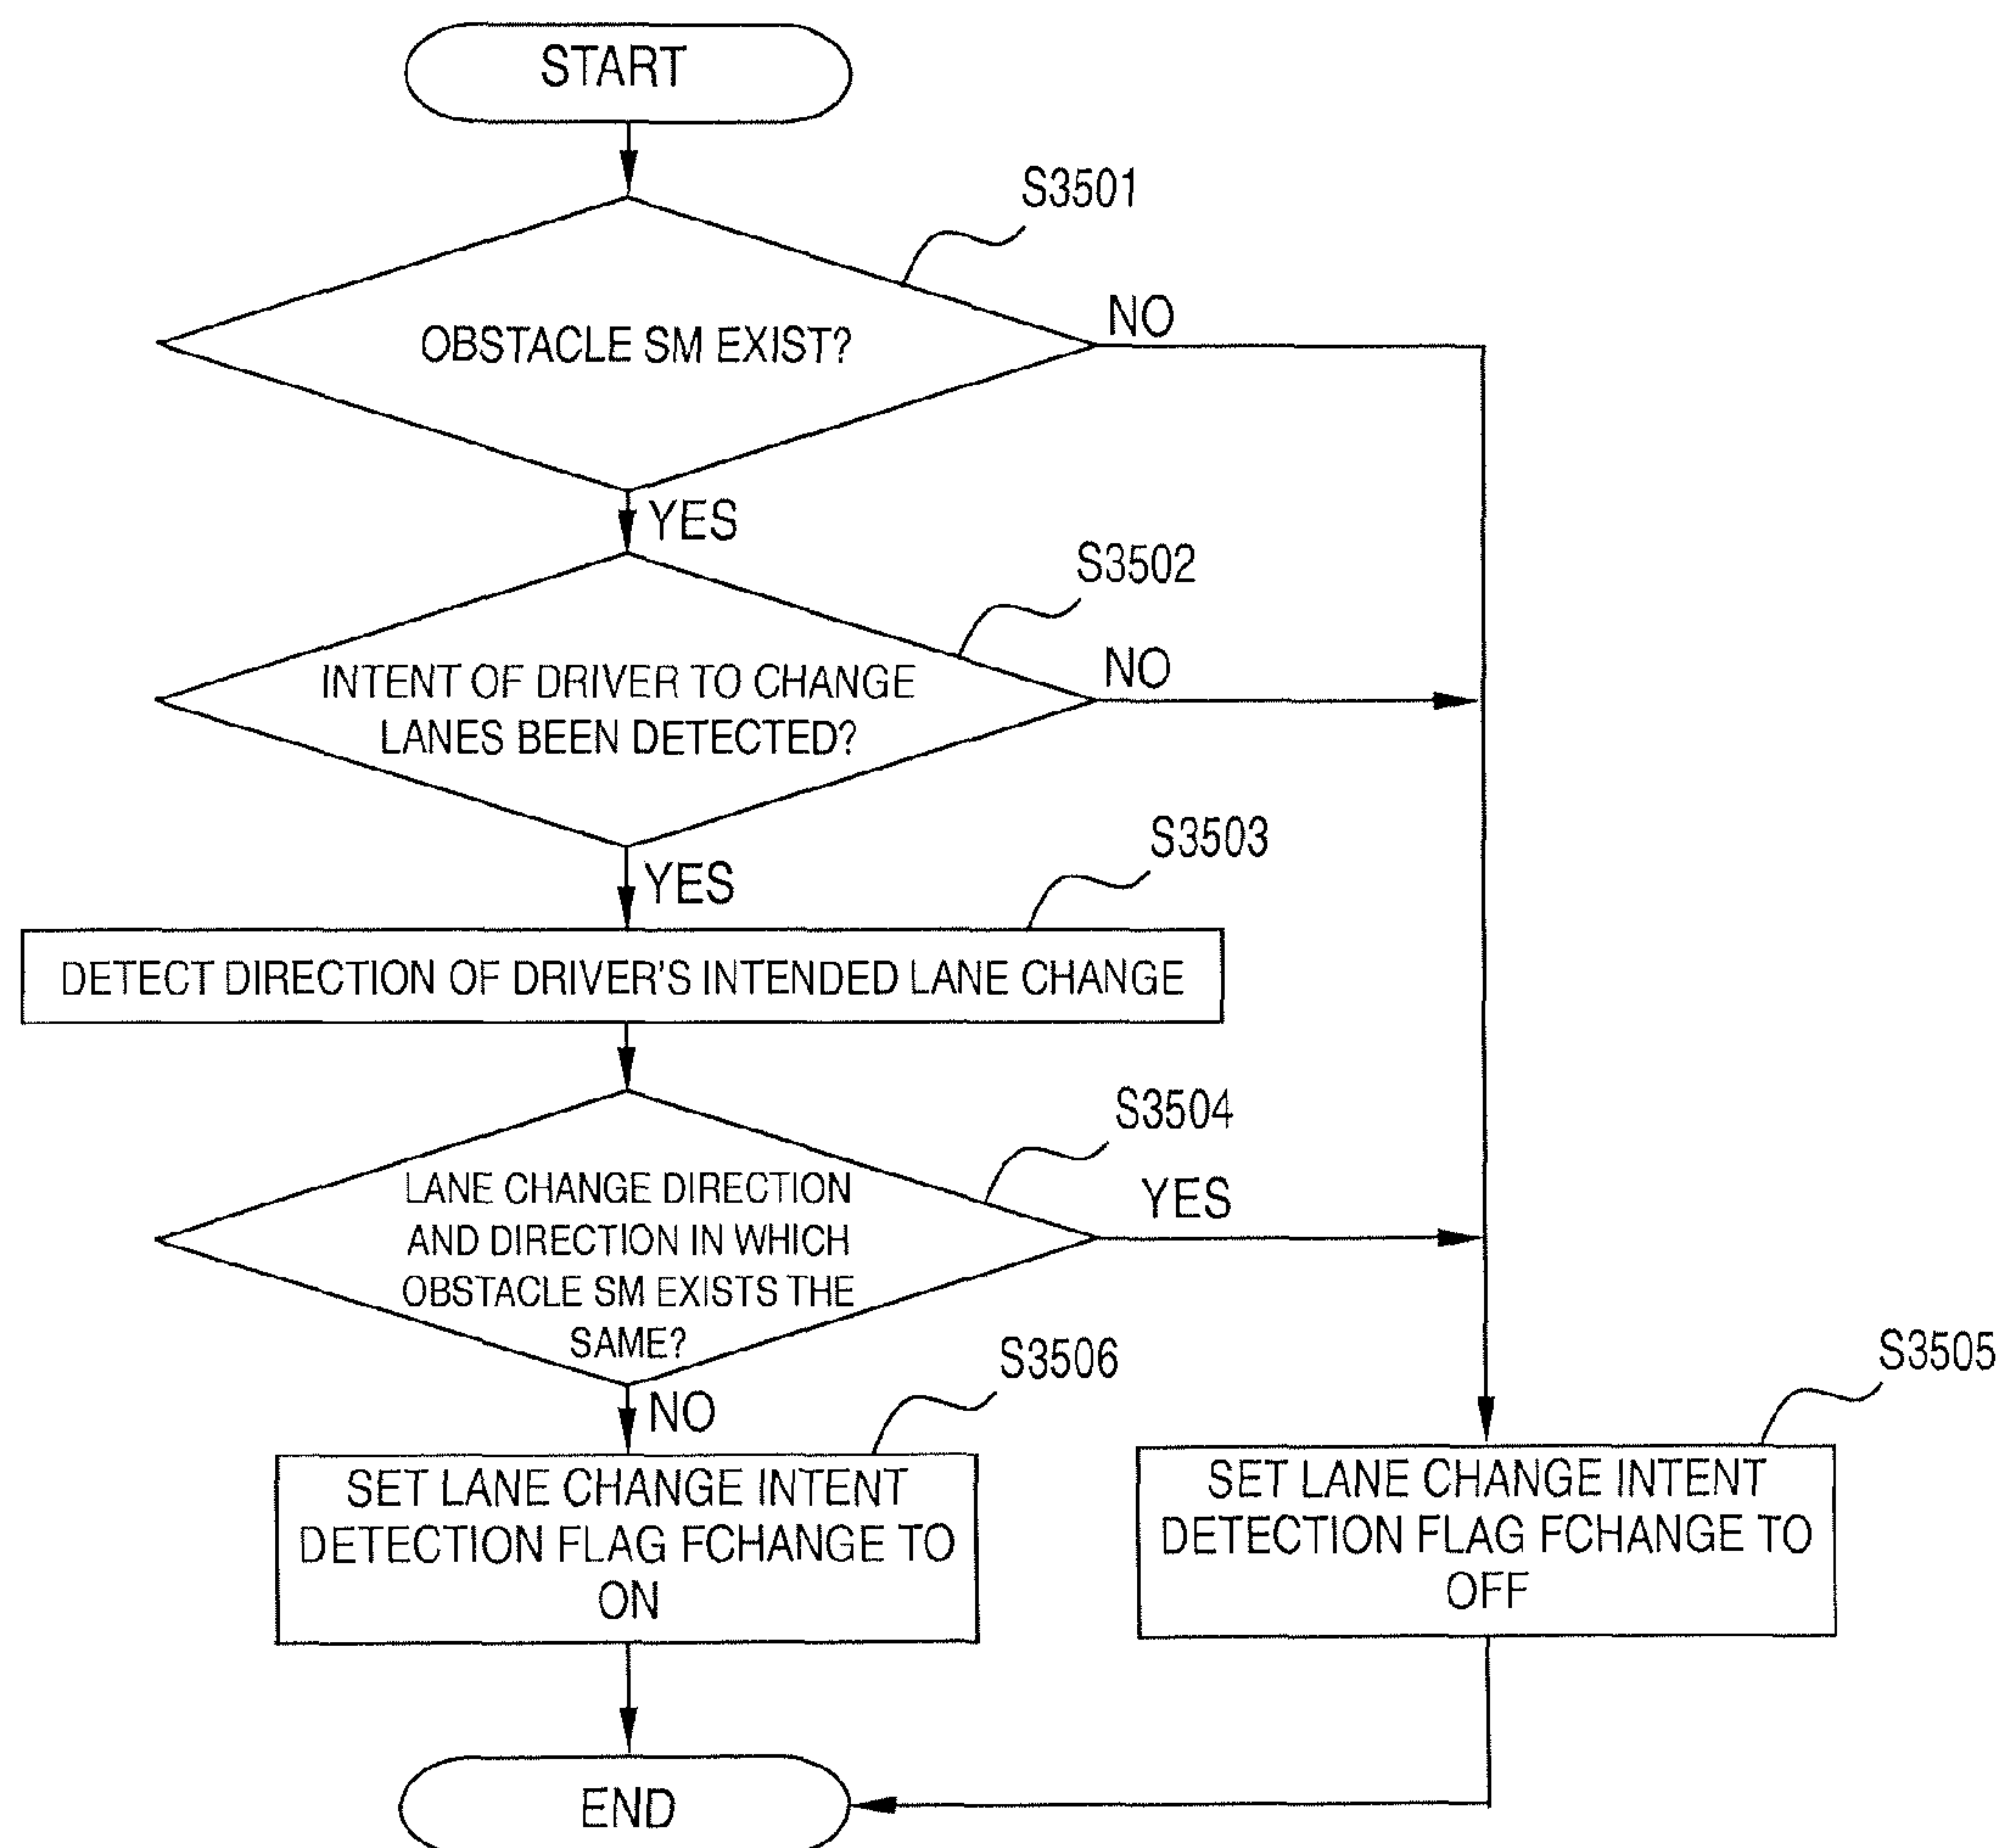 START
S3501
OBSTACLE SM EXIST?
NO
YES
S3502
INTENT OF DRIVER TO CHANGE
LANES BEEN DETECTED?
NO
YES
S3503
DETECT DIRECTION OF DRIVER'S INTENDED LANE CHANGE
S3504
LANE CHANGE DIRECTION
AND DIRECTION IN WHICH
OBSTACLE SM EXISTS THE
SAME?
YES
NO
S3506
SET LANE CHANGE INTENT
DETECTION FLAG FCHANGE TO
ON
S3505
SET LANE CHANGE INTENT
DETECTION FLAG FCHANGE TO
OFF
END